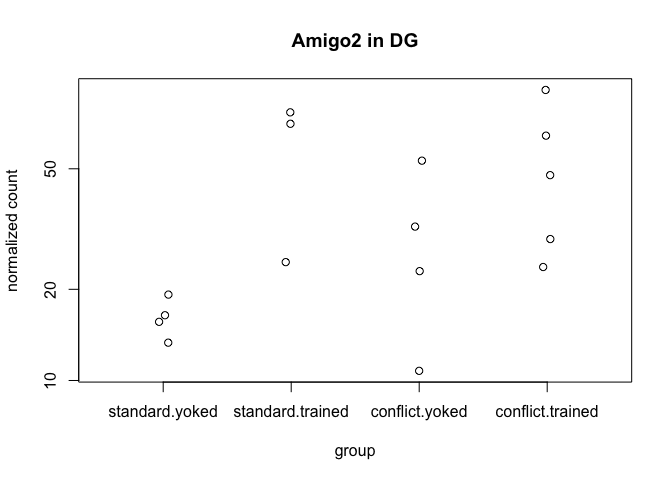 Amigo2 in DG
normalized count
50
20
10
standard.yoked standard.trained conflict.yoked conflict.trained
group